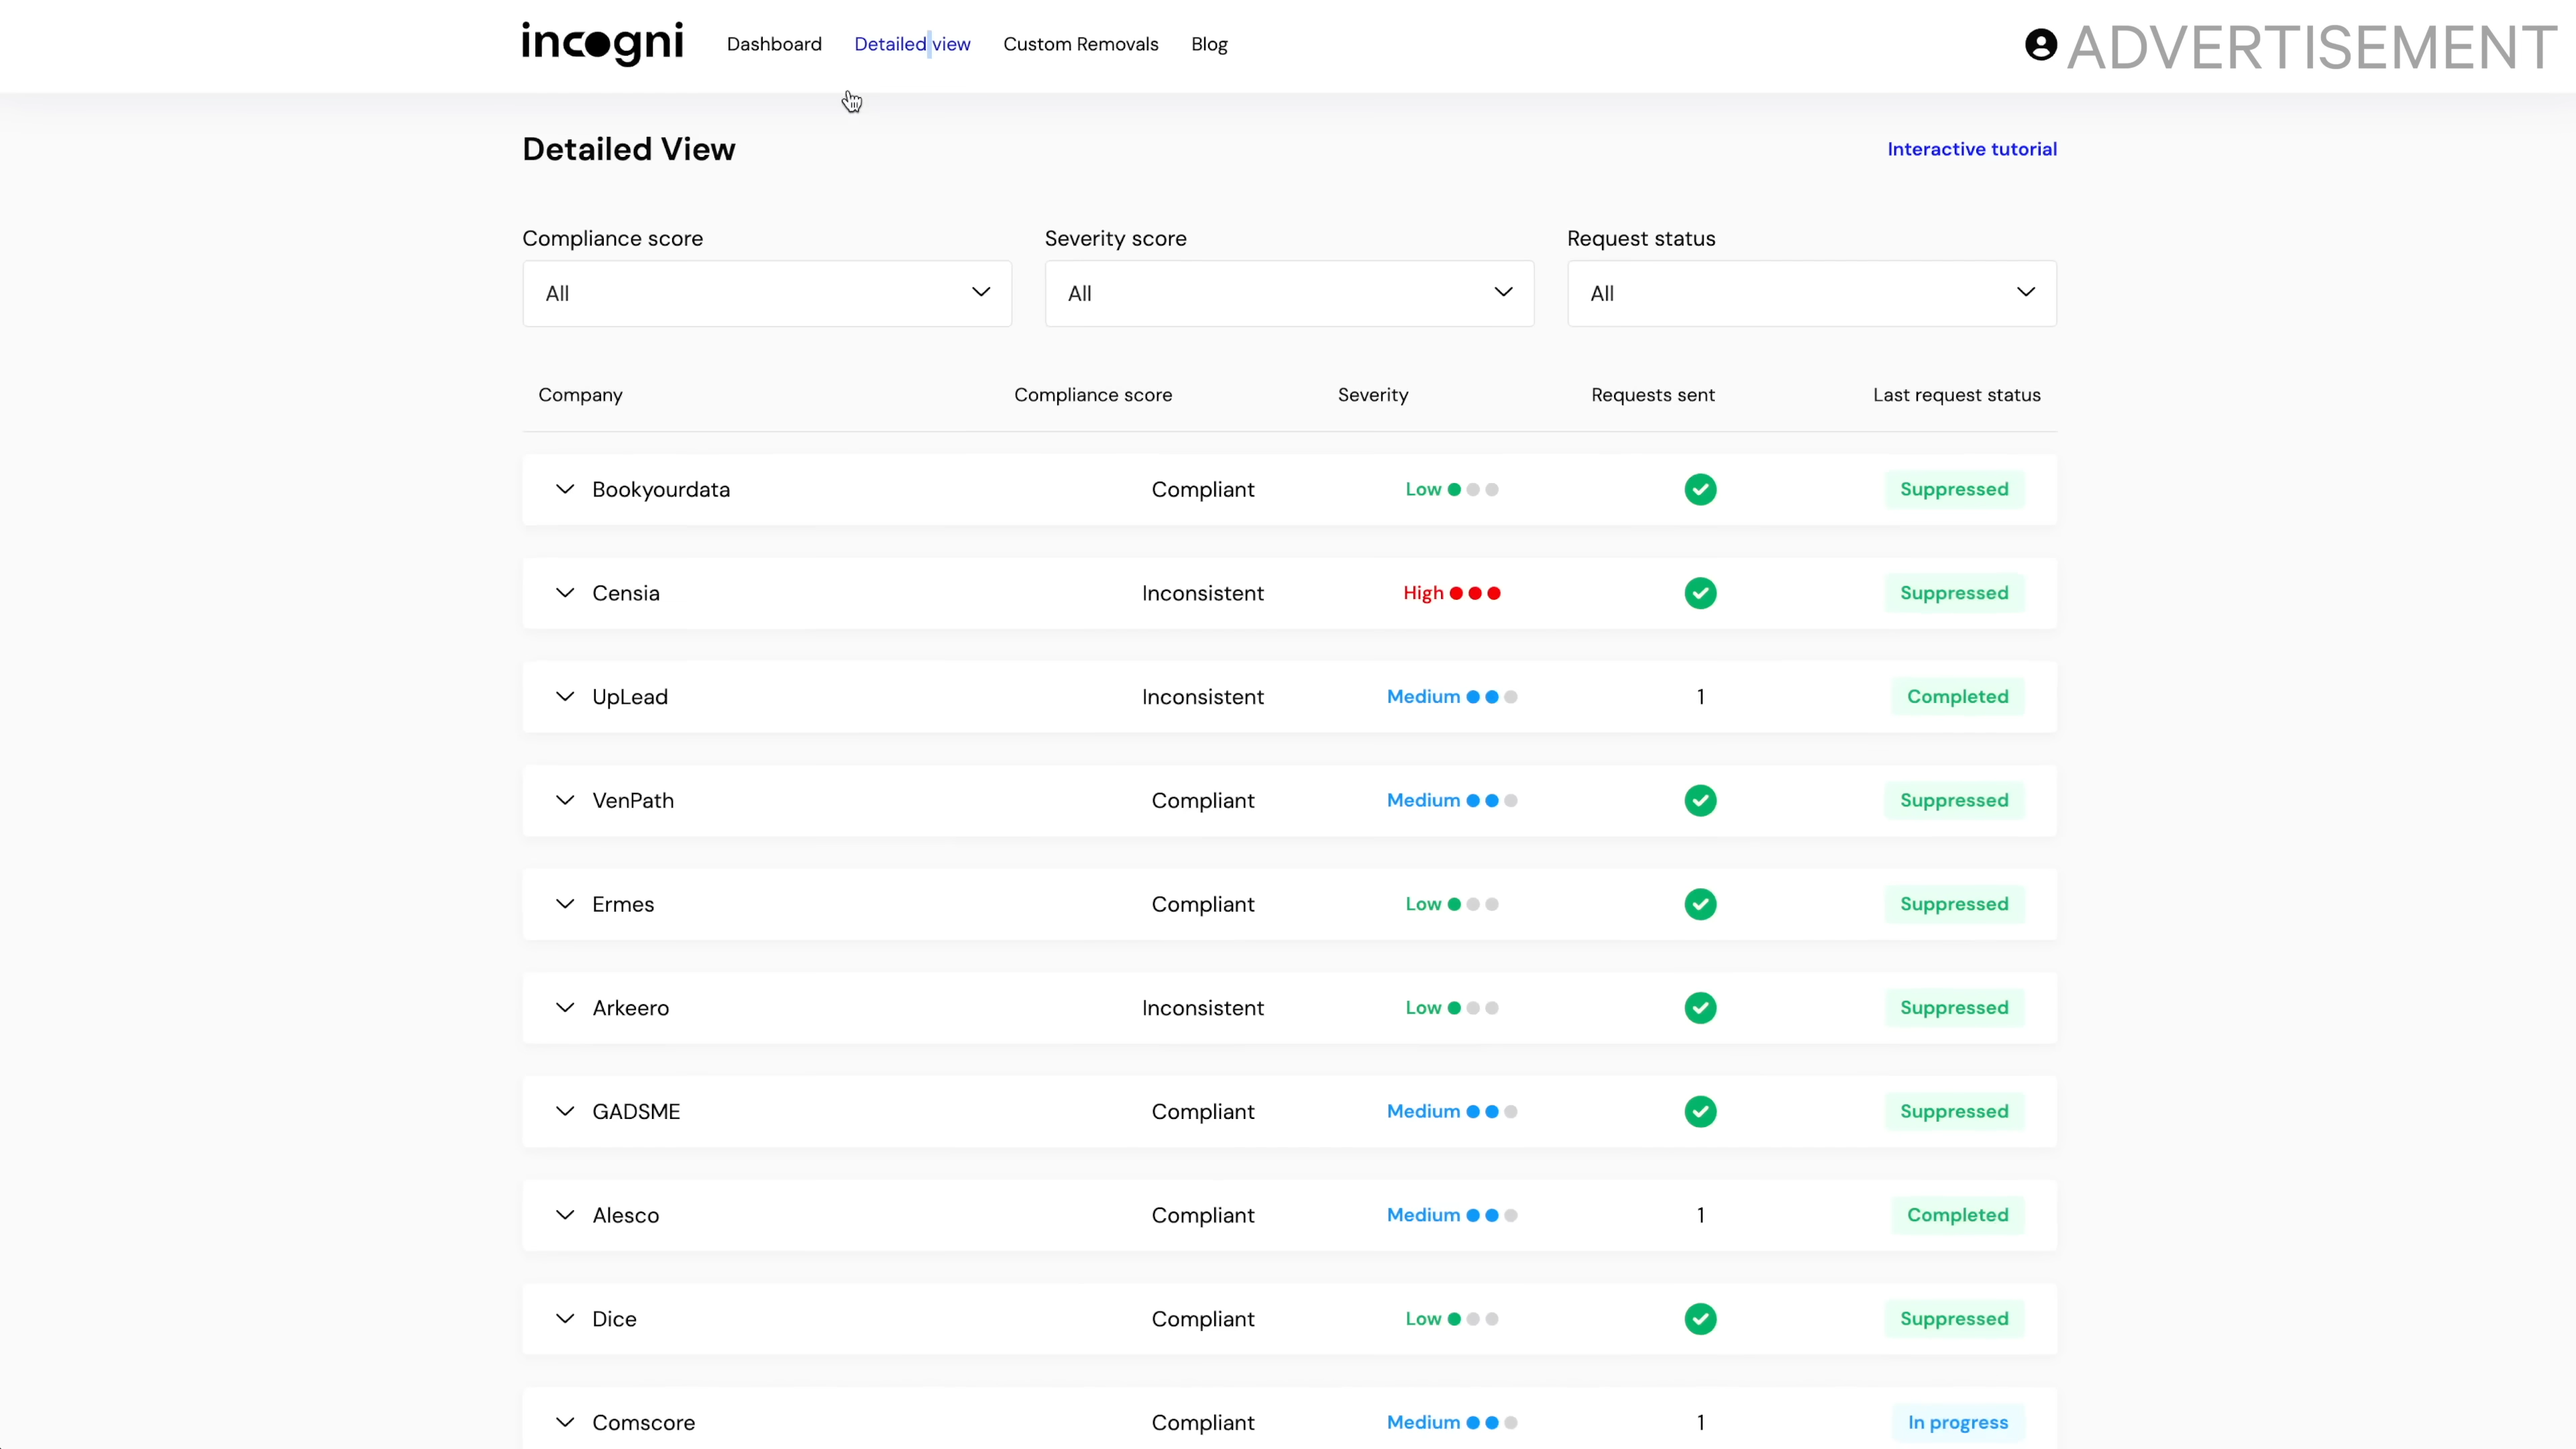 incogni Dashboard Detailed view Custom Removals Blog ADVERTISEMENT
Detailed View Interactive tutorial
Compliance score Severity score Request status
All All All
Company Compliance score Severity Requests sent Last request status
Bookyourdata Compliant Low Suppressed
Censia Inconsistent High Suppressed
UpLead Inconsistent Medium 1 Completed
VenPath Compliant Medium Suppressed
Ermes Compliant Low Suppressed
Arkeero Inconsistent Low Suppressed
GADSME Compliant Medium Suppressed
Alesco Compliant Medium 1 Completed
Dice Compliant Low Suppressed
Comscore Compliant Medium 1 In progress